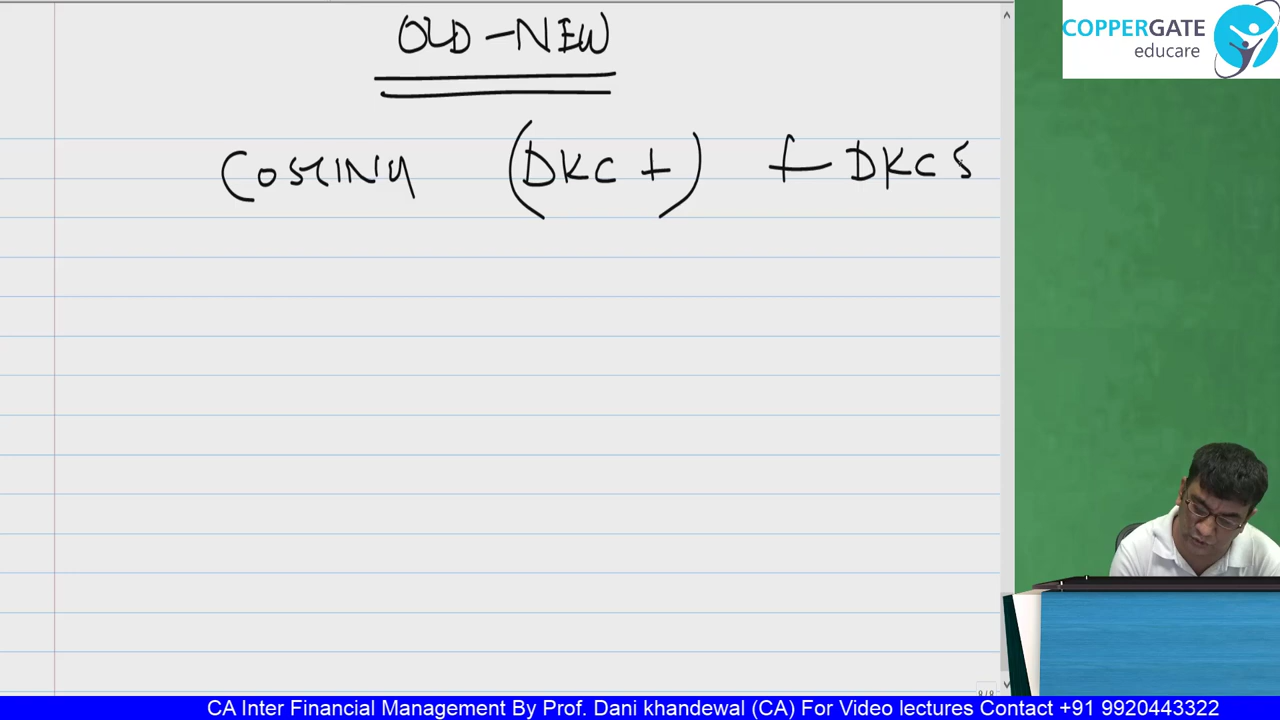 OLD - NEW
COSTING (DKC +) + DKCS
COPPERGATE
educare
CA Inter Financial Management By Prof. Dani khandewal (CA) For Video lectures Contact +91 9920443322